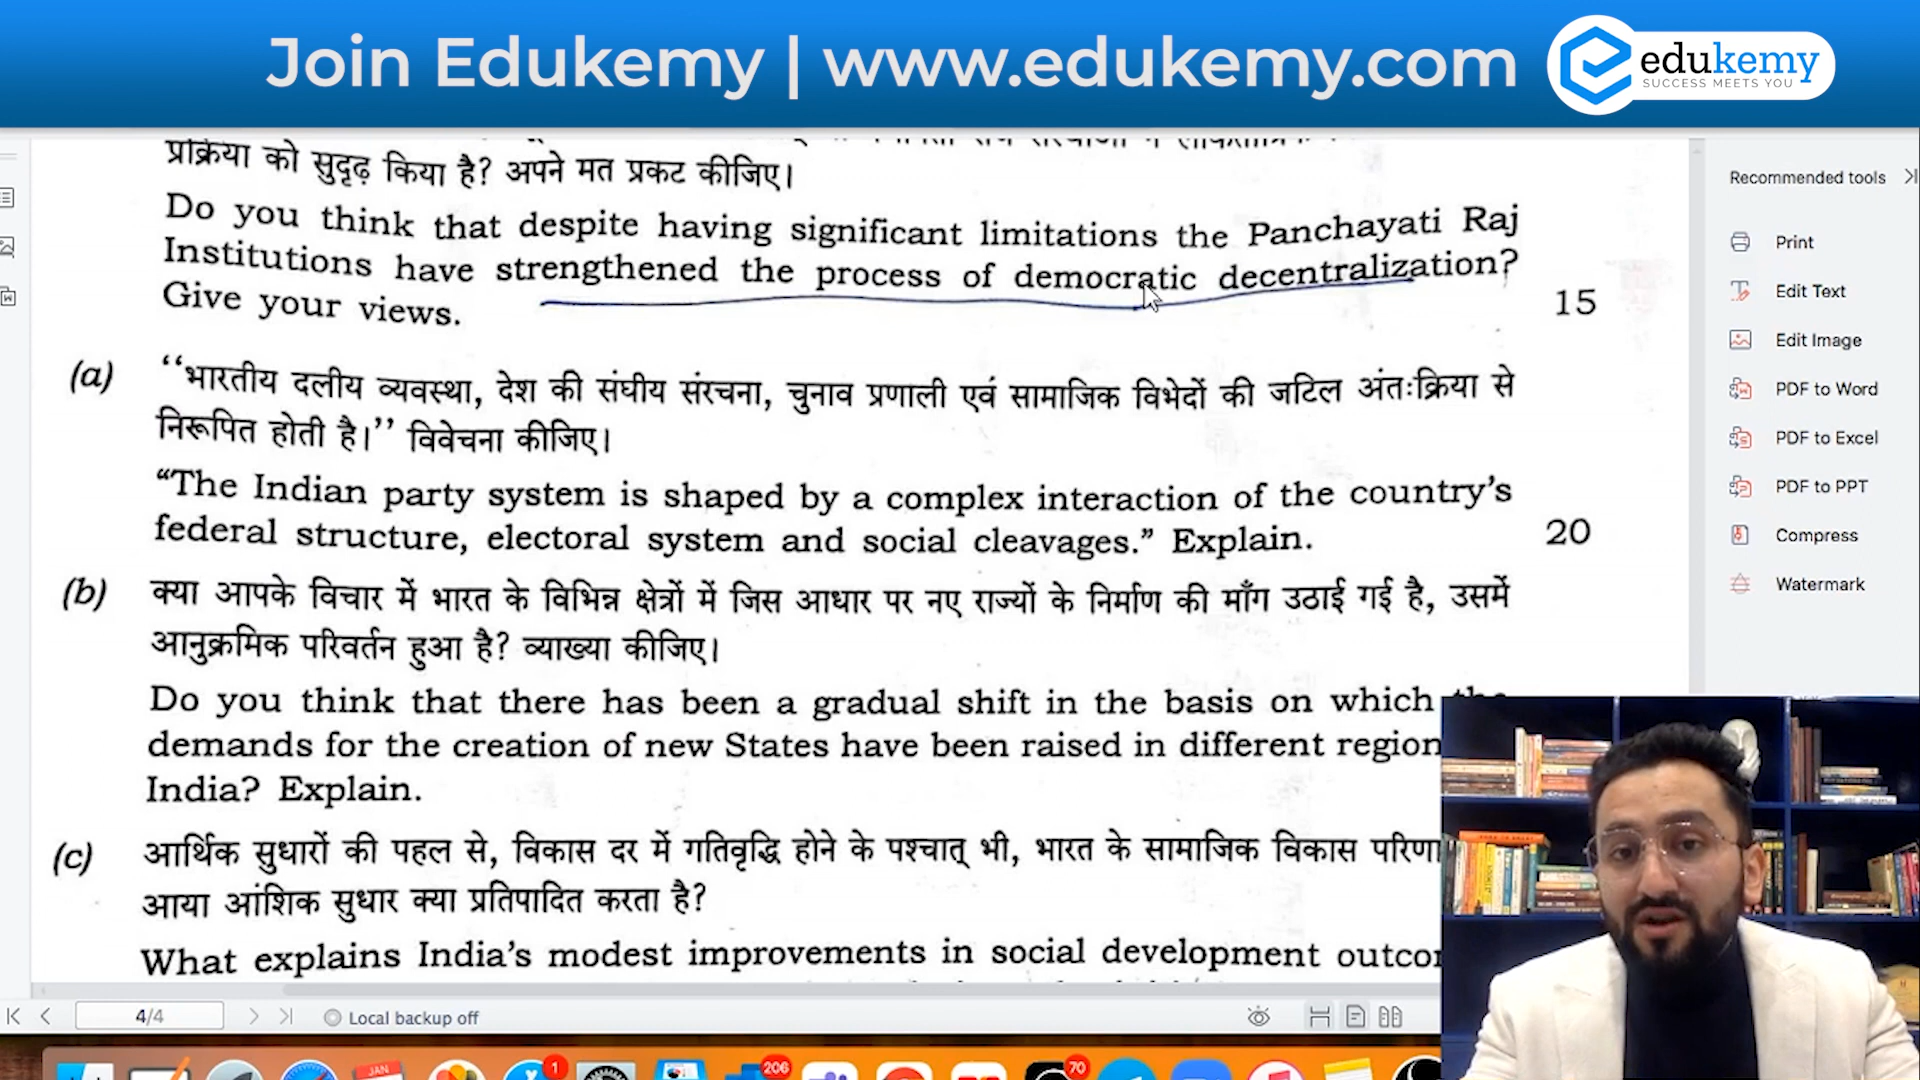 Join Edukemy | www.edukemy.com
edukemy
SUCCESS MEETS YOU
प्रक्रिया को सुदृढ़ किया है? अपने मत प्रकट कीजिए।
Do you think that despite having significant limitations the Panchayati Raj
Institutions have strengthened the process of democratic decentralization?
Give your views.
15
(a) ‘‘भारतीय दलीय व्यवस्था, देश की संघीय संरचना, चुनाव प्रणाली एवं सामाजिक विभेदों की जटिल अंतःक्रिया से
निरूपित होती है।’’ विवेचना कीजिए।
“The Indian party system is shaped by a complex interaction of the country’s
federal structure, electoral system and social cleavages.” Explain.
20
(b) क्या आपके विचार में भारत के विभिन्न क्षेत्रों में जिस आधार पर नए राज्यों के निर्माण की माँग उठाई गई है, उसमें
आनुक्रमिक परिवर्तन हुआ है? व्याख्या कीजिए।
Do you think that there has been a gradual shift in the basis on which the
demands for the creation of new States have been raised in different region
India? Explain.
(c) आर्थिक सुधारों की पहल से, विकास दर में गतिवृद्धि होने के पश्चात् भी, भारत के सामाजिक विकास
आया आंशिक सुधार क्या प्रतिपादित करता है?
What explains India’s modest improvements in social development
Recommended tools
Print
Edit Text
Edit Image
PDF to Word
PDF to Excel
PDF to PPT
Compress
Watermark
4/4
Local backup off
JAN
1
206
70